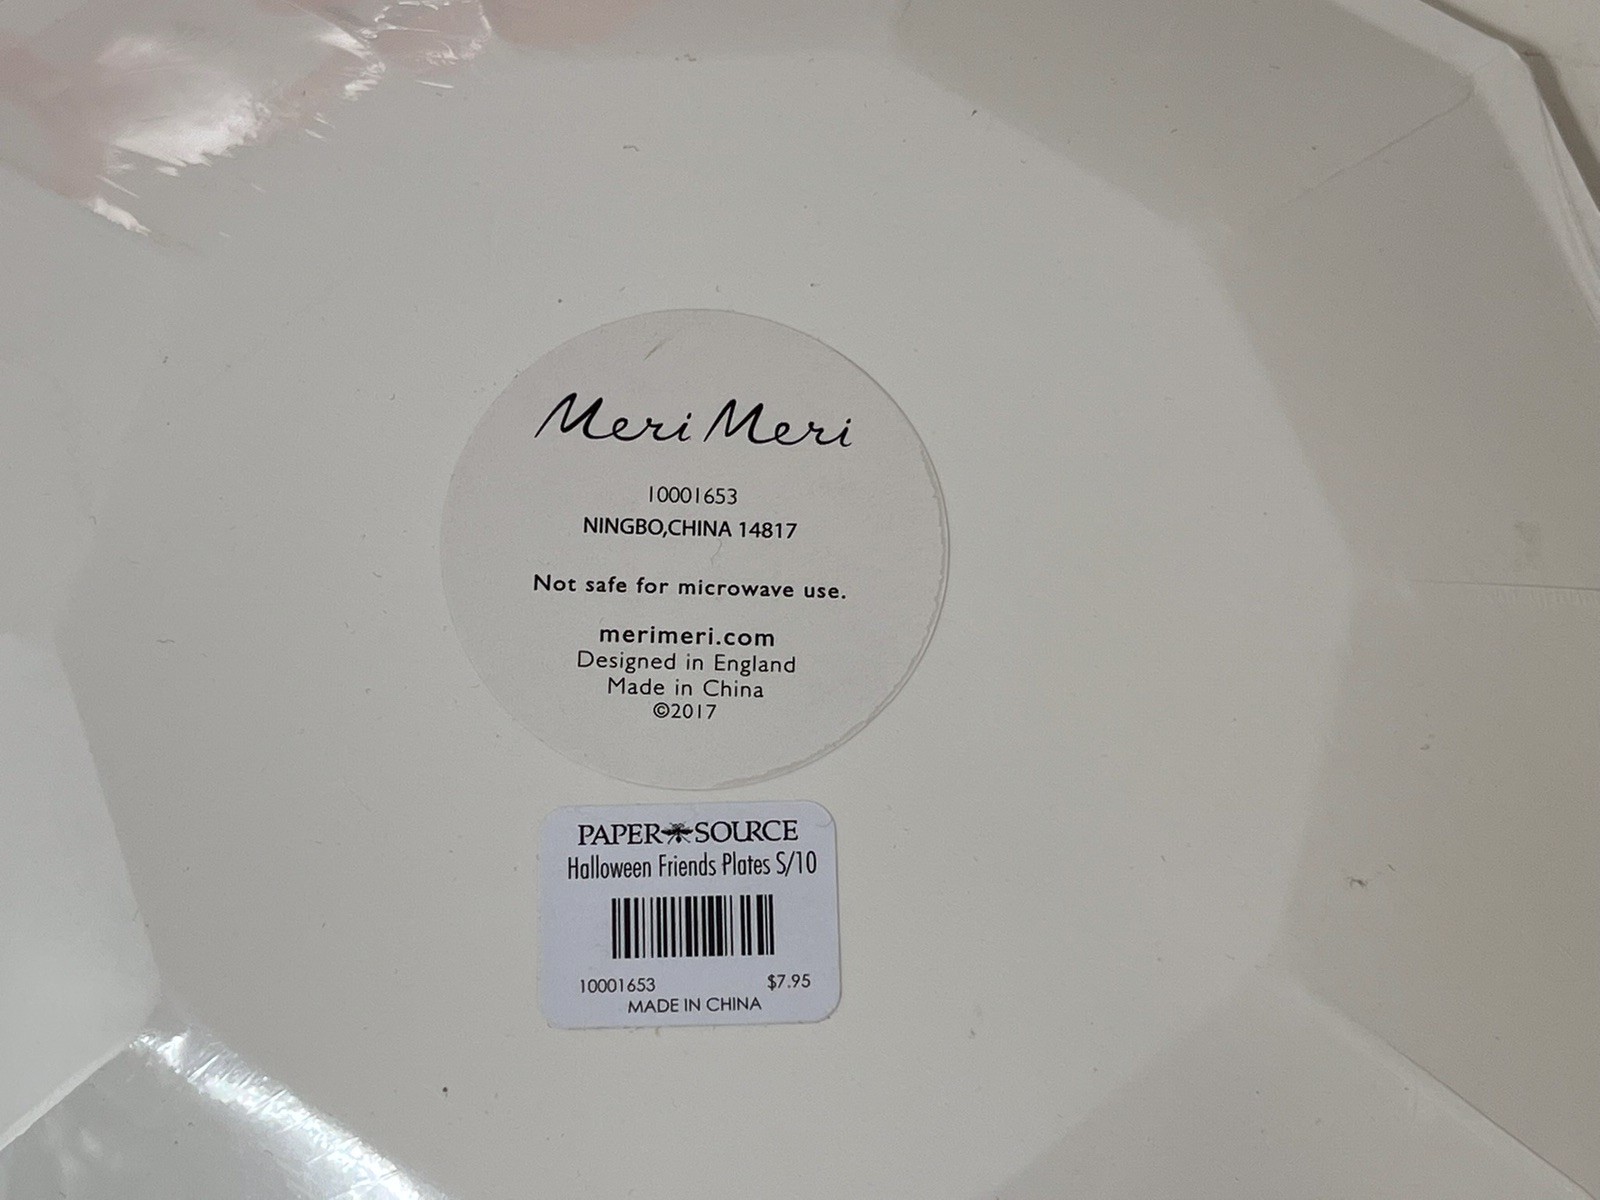 Meri Meri
10001653
NINGBO,CHINA 14817
Not safe for microwave use.
merimeri.com
Designed in England
Made in China
©2017
PAPER SOURCE
Halloween Friends Plates S/10
10001653 $7.95
MADE IN CHINA